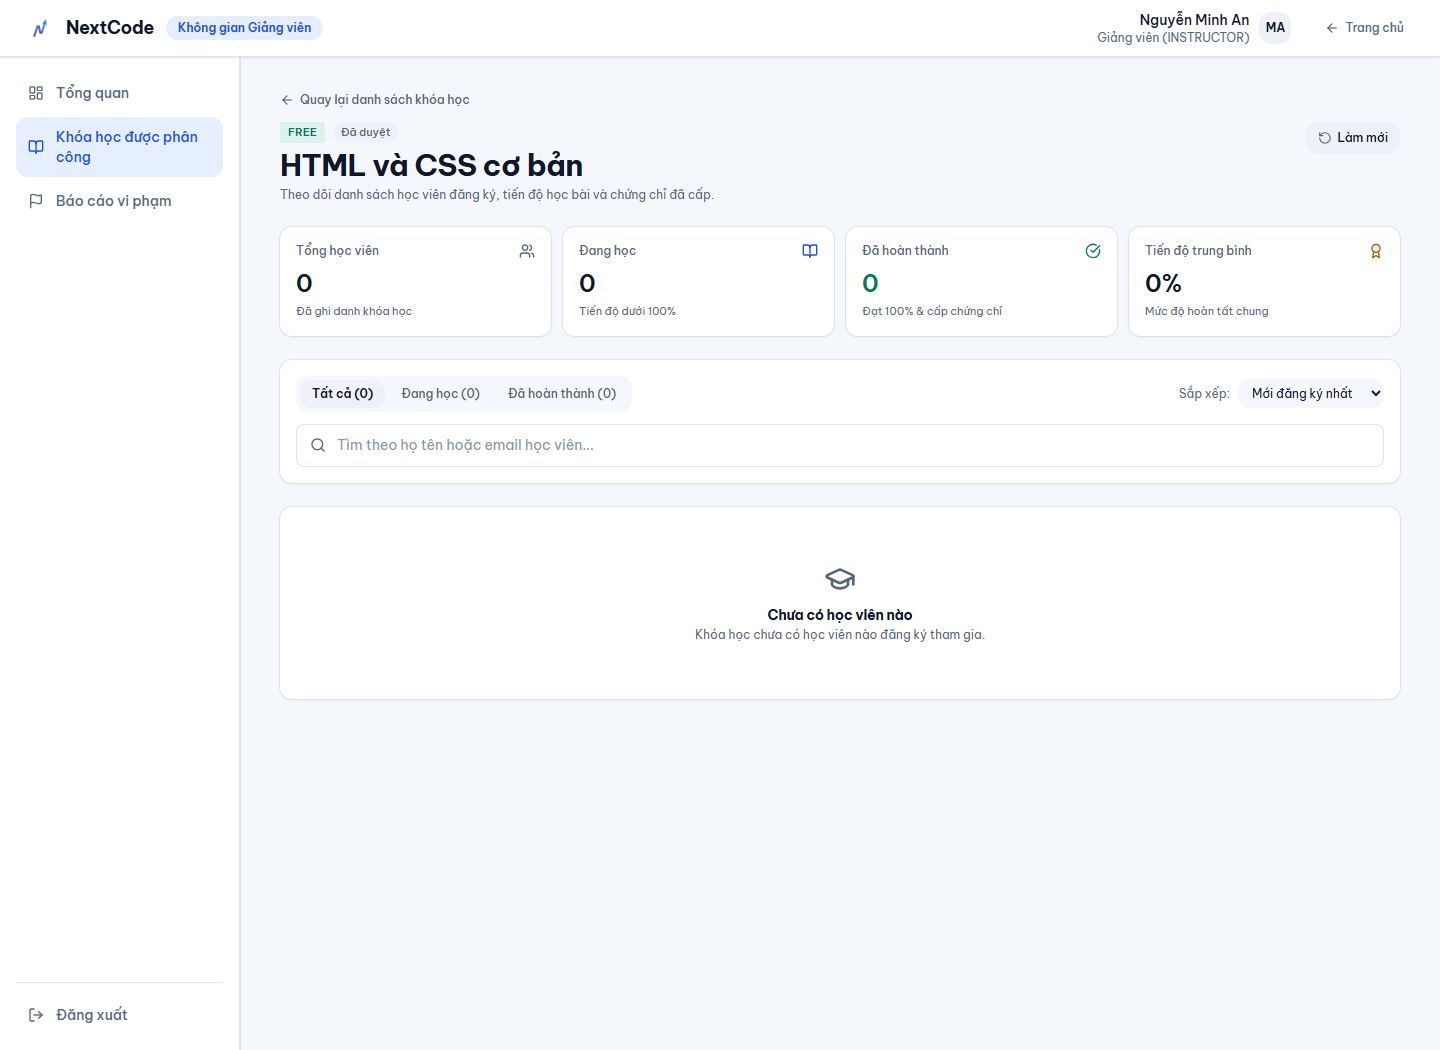 NextCode
Không gian Giảng viên
Nguyễn Minh An
Giảng viên (INSTRUCTOR)
MA
Trang chủ
Tổng quan
Khóa học được phân
công
Báo cáo vi phạm
Đăng xuất
Quay lại danh sách khóa học
FREE
Đã duyệt
Làm mới
HTML và CSS cơ bản
Theo dõi danh sách học viên đăng ký, tiến độ học bài và chứng chỉ đã cấp.
Tổng học viên
0
Đã ghi danh khóa học
Đang học
0
Tiến độ dưới 100%
Đã hoàn thành
0
Đạt 100% & cấp chứng chỉ
Tiến độ trung bình
0%
Mức độ hoàn tất chung
Tất cả (0)
Đang học (0)
Đã hoàn thành (0)
Sắp xếp:
Mới đăng ký nhất
Tìm theo họ tên hoặc email học viên...
Chưa có học viên nào
Khóa học chưa có học viên nào đăng ký tham gia.